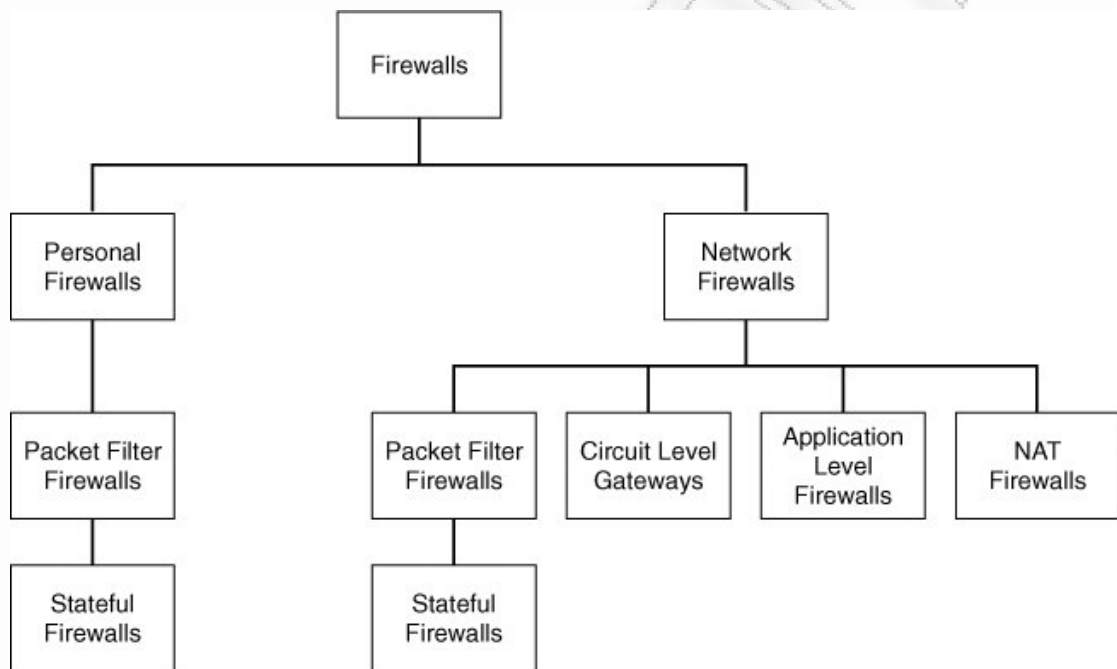 Firewalls
Personal
Firewalls
Network
Firewalls
Packet Filter
Firewalls
Packet Filter
Firewalls
Circuit Level
Gateways
Application
Level
Firewalls
NAT
Firewalls
Stateful
Firewalls
Stateful
Firewalls